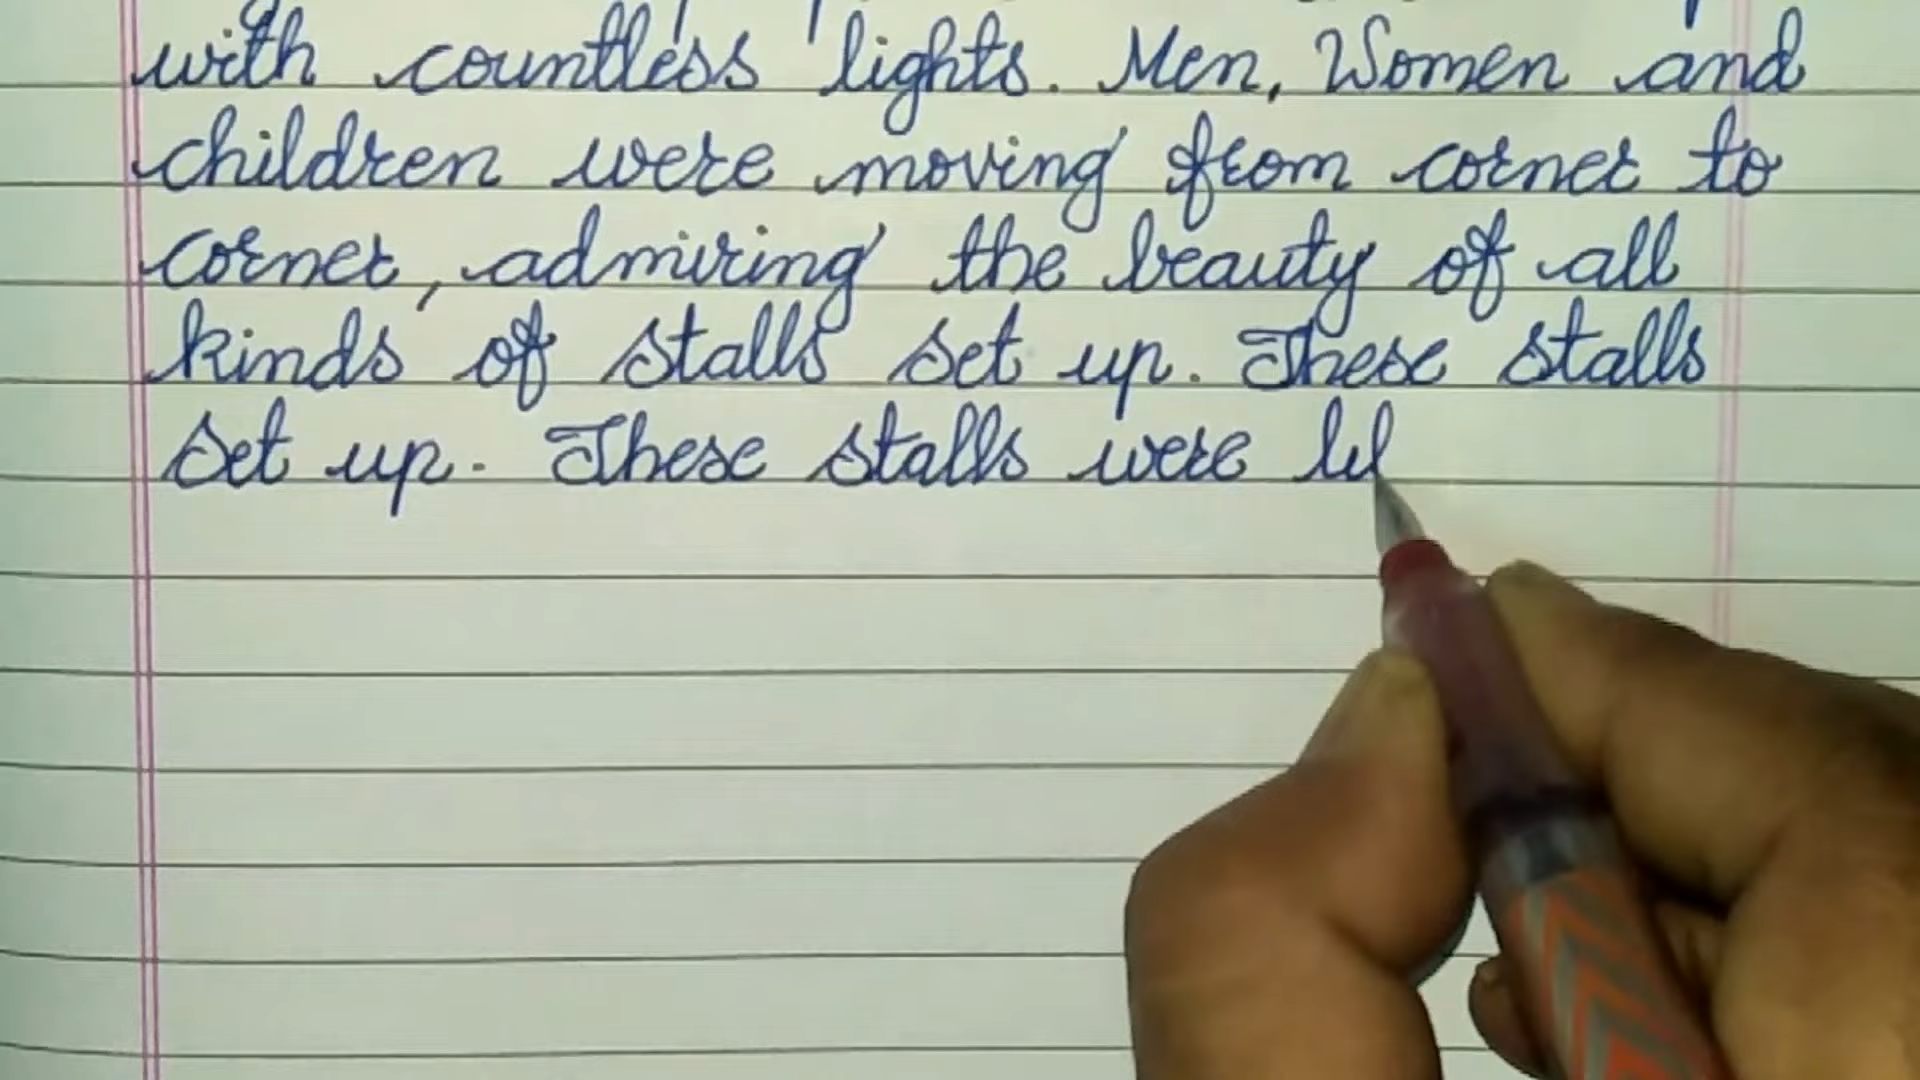 with countless lights. Men, Women and
children were moving from corner to
corner, admiring the beauty of all
kinds of stalls set up. These stalls
set up. These stalls were